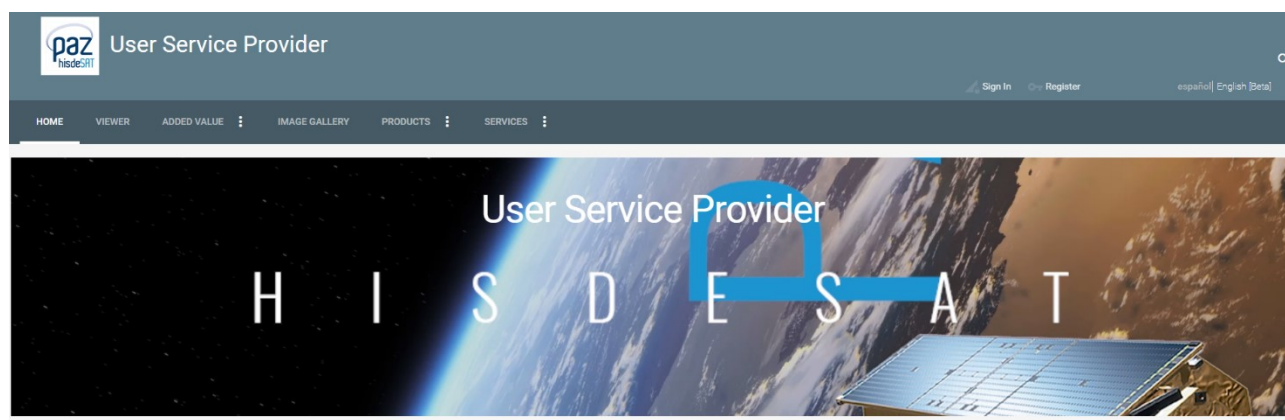 paz
hisdeSAT
User Service Provider
Sign In
Register
español| English [Beta]
HOME
VIEWER
ADDED VALUE
IMAGE GALLERY
PRODUCTS
SERVICES
User Service Provider
HISDESAT